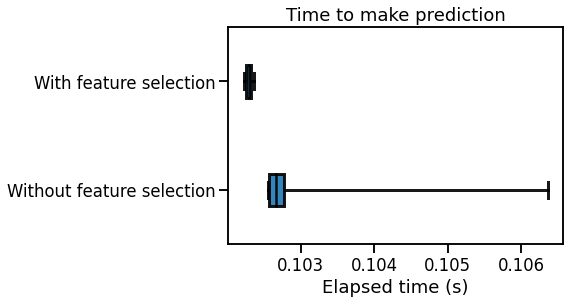 Time to make prediction
With feature selection
Without feature selection
0.103 0.104 0.105 0.106
Elapsed time (s)